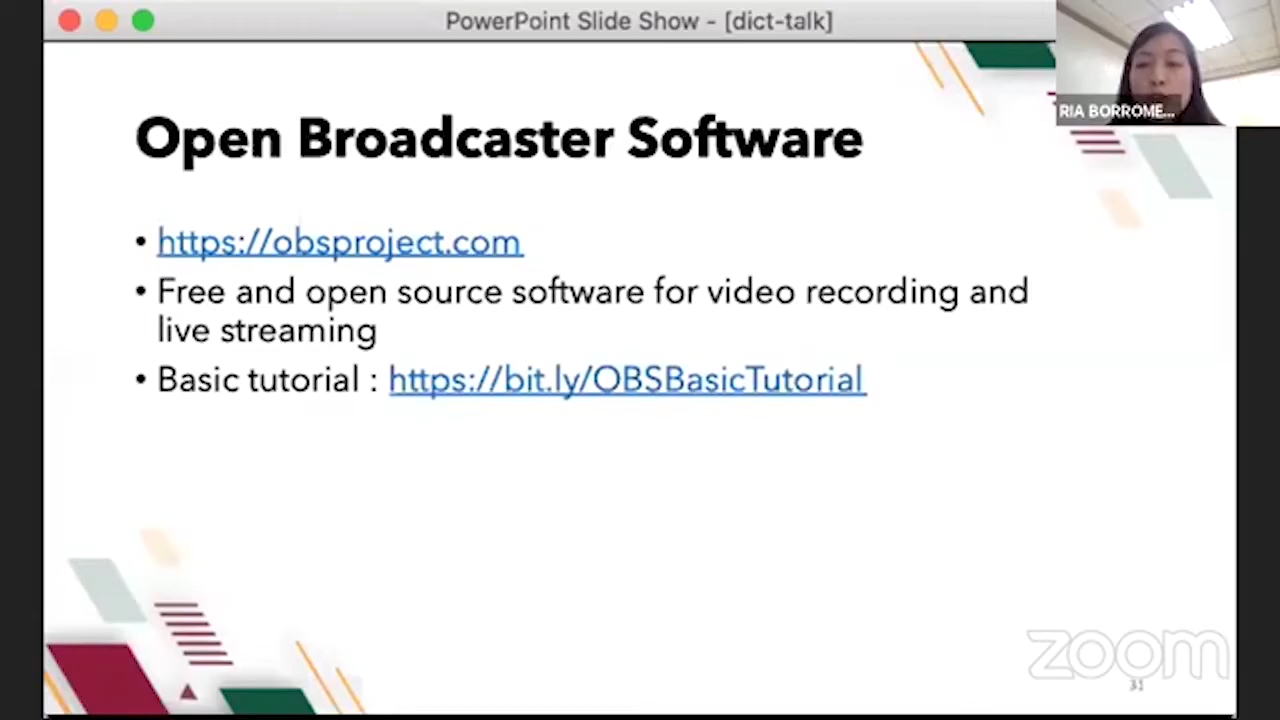 PowerPoint Slide Show - [dict-talk]
RIA BORROME...
Open Broadcaster Software
• https://obsproject.com
• Free and open source software for video recording and
live streaming
• Basic tutorial : https://bit.ly/OBSBasicTutorial
zoom
31